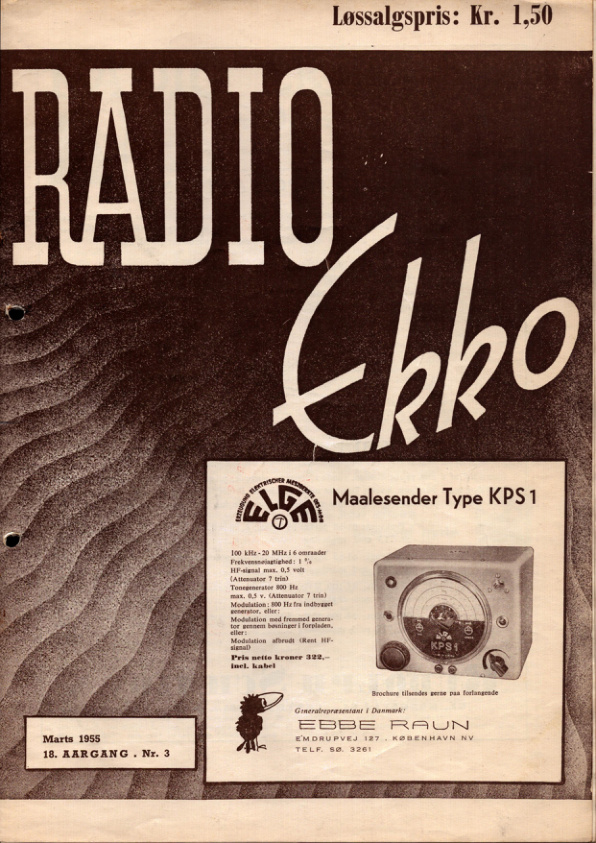 Løssalgspris: Kr. 1,50
RADIO
Ekko
ELGE
Maalesender Type KPS 1
100 kHz - 20 MHz i 6 omraader
Frekvensnøjagtighed: 1 %
HF-signal max. 0,5 volt
(Attenuator 7 trin)
Tonegenerator 800 Hz
max. 0,5 v. (Attenuator 7 trin)
Modulation: 800 Hz fra indbygget
generator, eller:
Modulation med fremmed genera-
tor gennem bøsninger i forpladen,
eller:
Modulation afbrudt (Rent HF-
signal)
Pris netto kroner 322,-
incl. kabel
KPS 1
Brochure tilsendes gerne paa forlangende
Generalrepræsentant i Danmark:
EBBE RAUN
EMDRUPVEJ 127 . KØBENHAVN NV
TELF. SØ. 3261
Marts 1955
18. AARGANG . Nr. 3